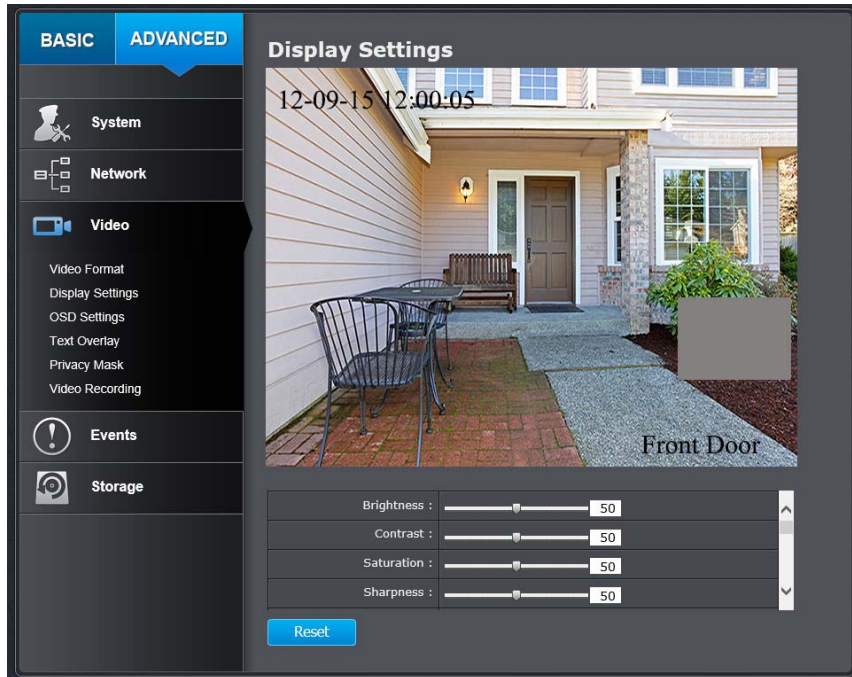 BASIC
ADVANCED
System
Network
Video
Video Format
Display Settings
OSD Settings
Text Overlay
Privacy Mask
Video Recording
Events
Storage
Display Settings
12-09-15 12:00:05
Front Door
Brightness : 50
Contrast : 50
Saturation : 50
Sharpness : 50
Reset